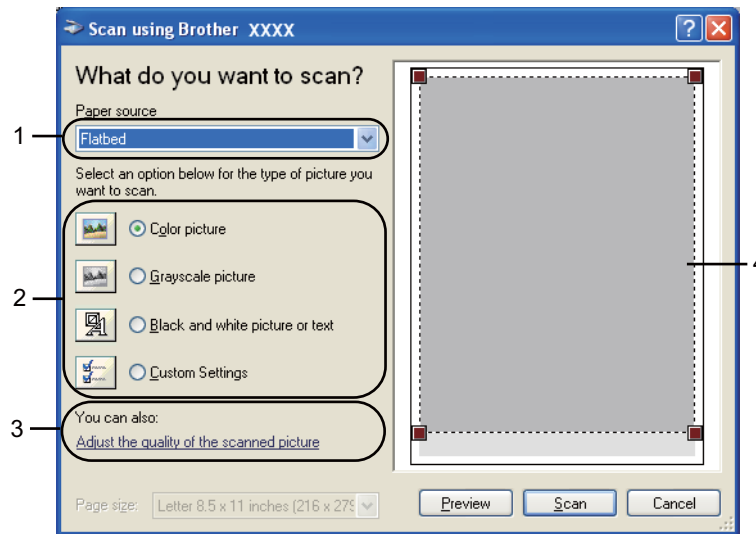 Scan using Brother XXXX
What do you want to scan?
Paper source
1
Flatbed
Select an option below for the type of picture you
want to scan.
Color picture
Grayscale picture
2
Black and white picture or text
Custom Settings
3
You can also:
Adjust the quality of the scanned picture
4
Page size: Letter 8.5 x 11 inches (216 x 279
Preview Scan Cancel